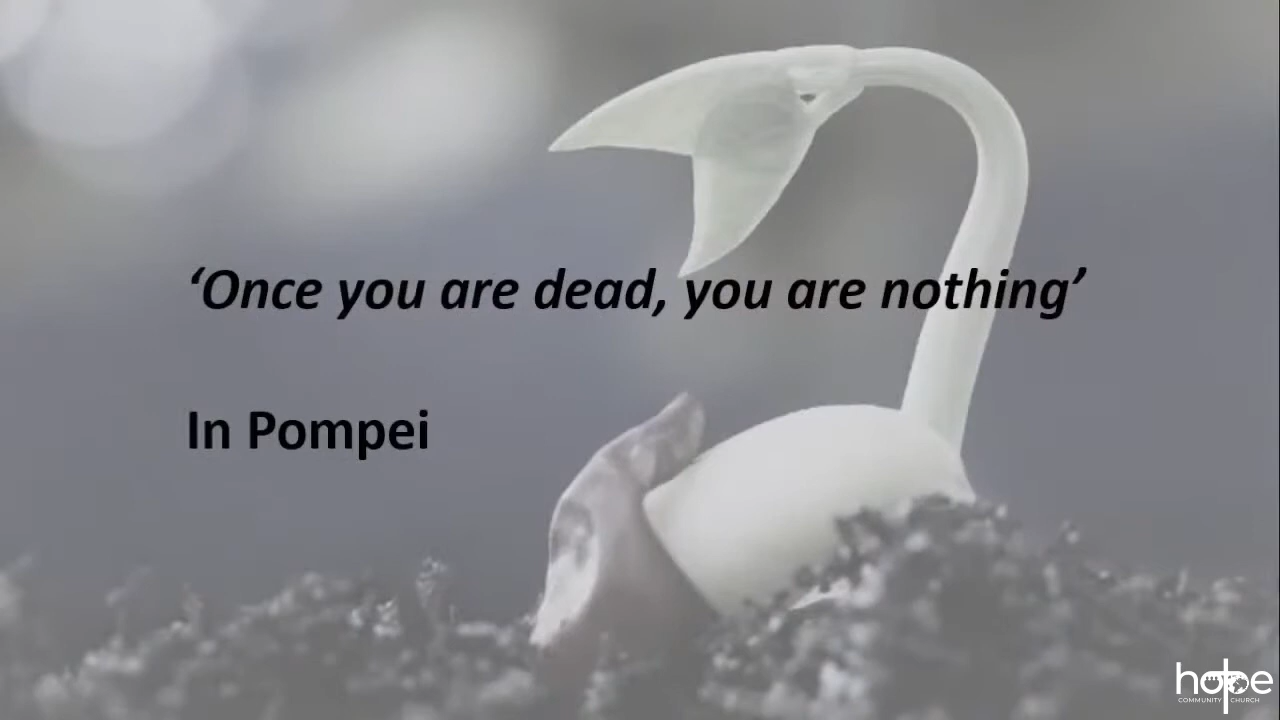 ‘Once you are dead, you are nothing’
In Pompei
hope
COMMUNITY CHURCH